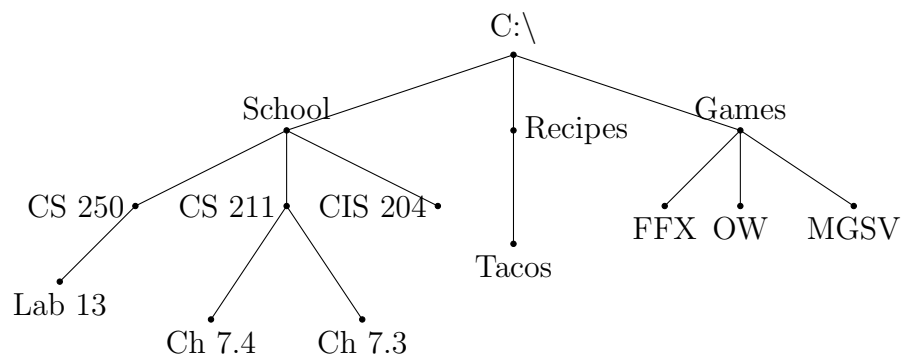 C:\
School
Games
Recipes
CS 250
CS 211
CIS 204
FFX
OW
MGSV
Tacos
Lab 13
Ch 7.4
Ch 7.3